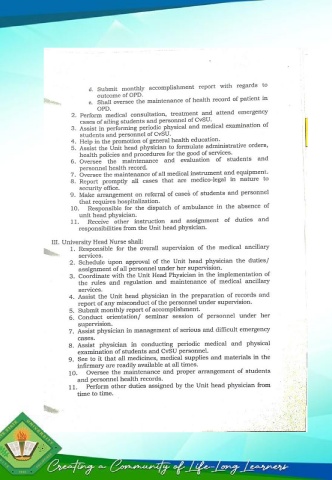 d. Submit monthly accomplishment report with regards to
outcome of OPD.
e. Shall oversee the maintenance of health record of patient in
OPD.
2. Perform medical consultation, treatment and attend emergency
cases of ailing students and personnel of CvSU.
3. Assist in performing periodic physical and medical examination of
students and personnel of CvSU.
4. Help in the promotion of general health education.
5. Assist the Unit head physician to formulate administrative orders,
health policies and procedures for the good of services.
6. Oversee the maintenance and evaluation of students and
personnel health record.
7. Oversee the maintenance of all medical instrument and equipment.
8. Report promptly all cases that are medico-legal in nature to
security office.
9. Make arrangement on referral of cases of students and personnel
that requires hospitalization.
10. Responsible for the dispatch of ambulance in the absence of
unit head physician.
11. Receive other instruction and assignment of duties and
responsibilities from the Unit head physician.
III. University Head Nurse shall:
1. Responsible for the overall supervision of the medical ancillary
services.
2. Schedule upon approval of the Unit head physician the duties/
assignment of all personnel under her supervision.
3. Coordinate with the Unit Head Physician in the implementation of
the rules and regulation and maintenance of medical ancillary
services.
4. Assist the Unit head physician in the preparation of records and
report of any misconduct of the personnel under supervision.
5. Submit monthly report of accomplishment.
6. Conduct orientation/ seminar session of personnel under her
supervision.
7. Assist physician in management of serious and difficult emergency
cases.
8. Assist physician in conducting periodic medical and physical
examination of students and CvSU personnel.
9. See to it that all medicines, medical supplies and materials in the
infirmary are readily available at all times.
10. Oversee the maintenance and proper arrangement of students
and personnel health records.
11. Perform other duties assigned by the Unit head physician from
time to time.
Creating a Community of Life-Long Learners